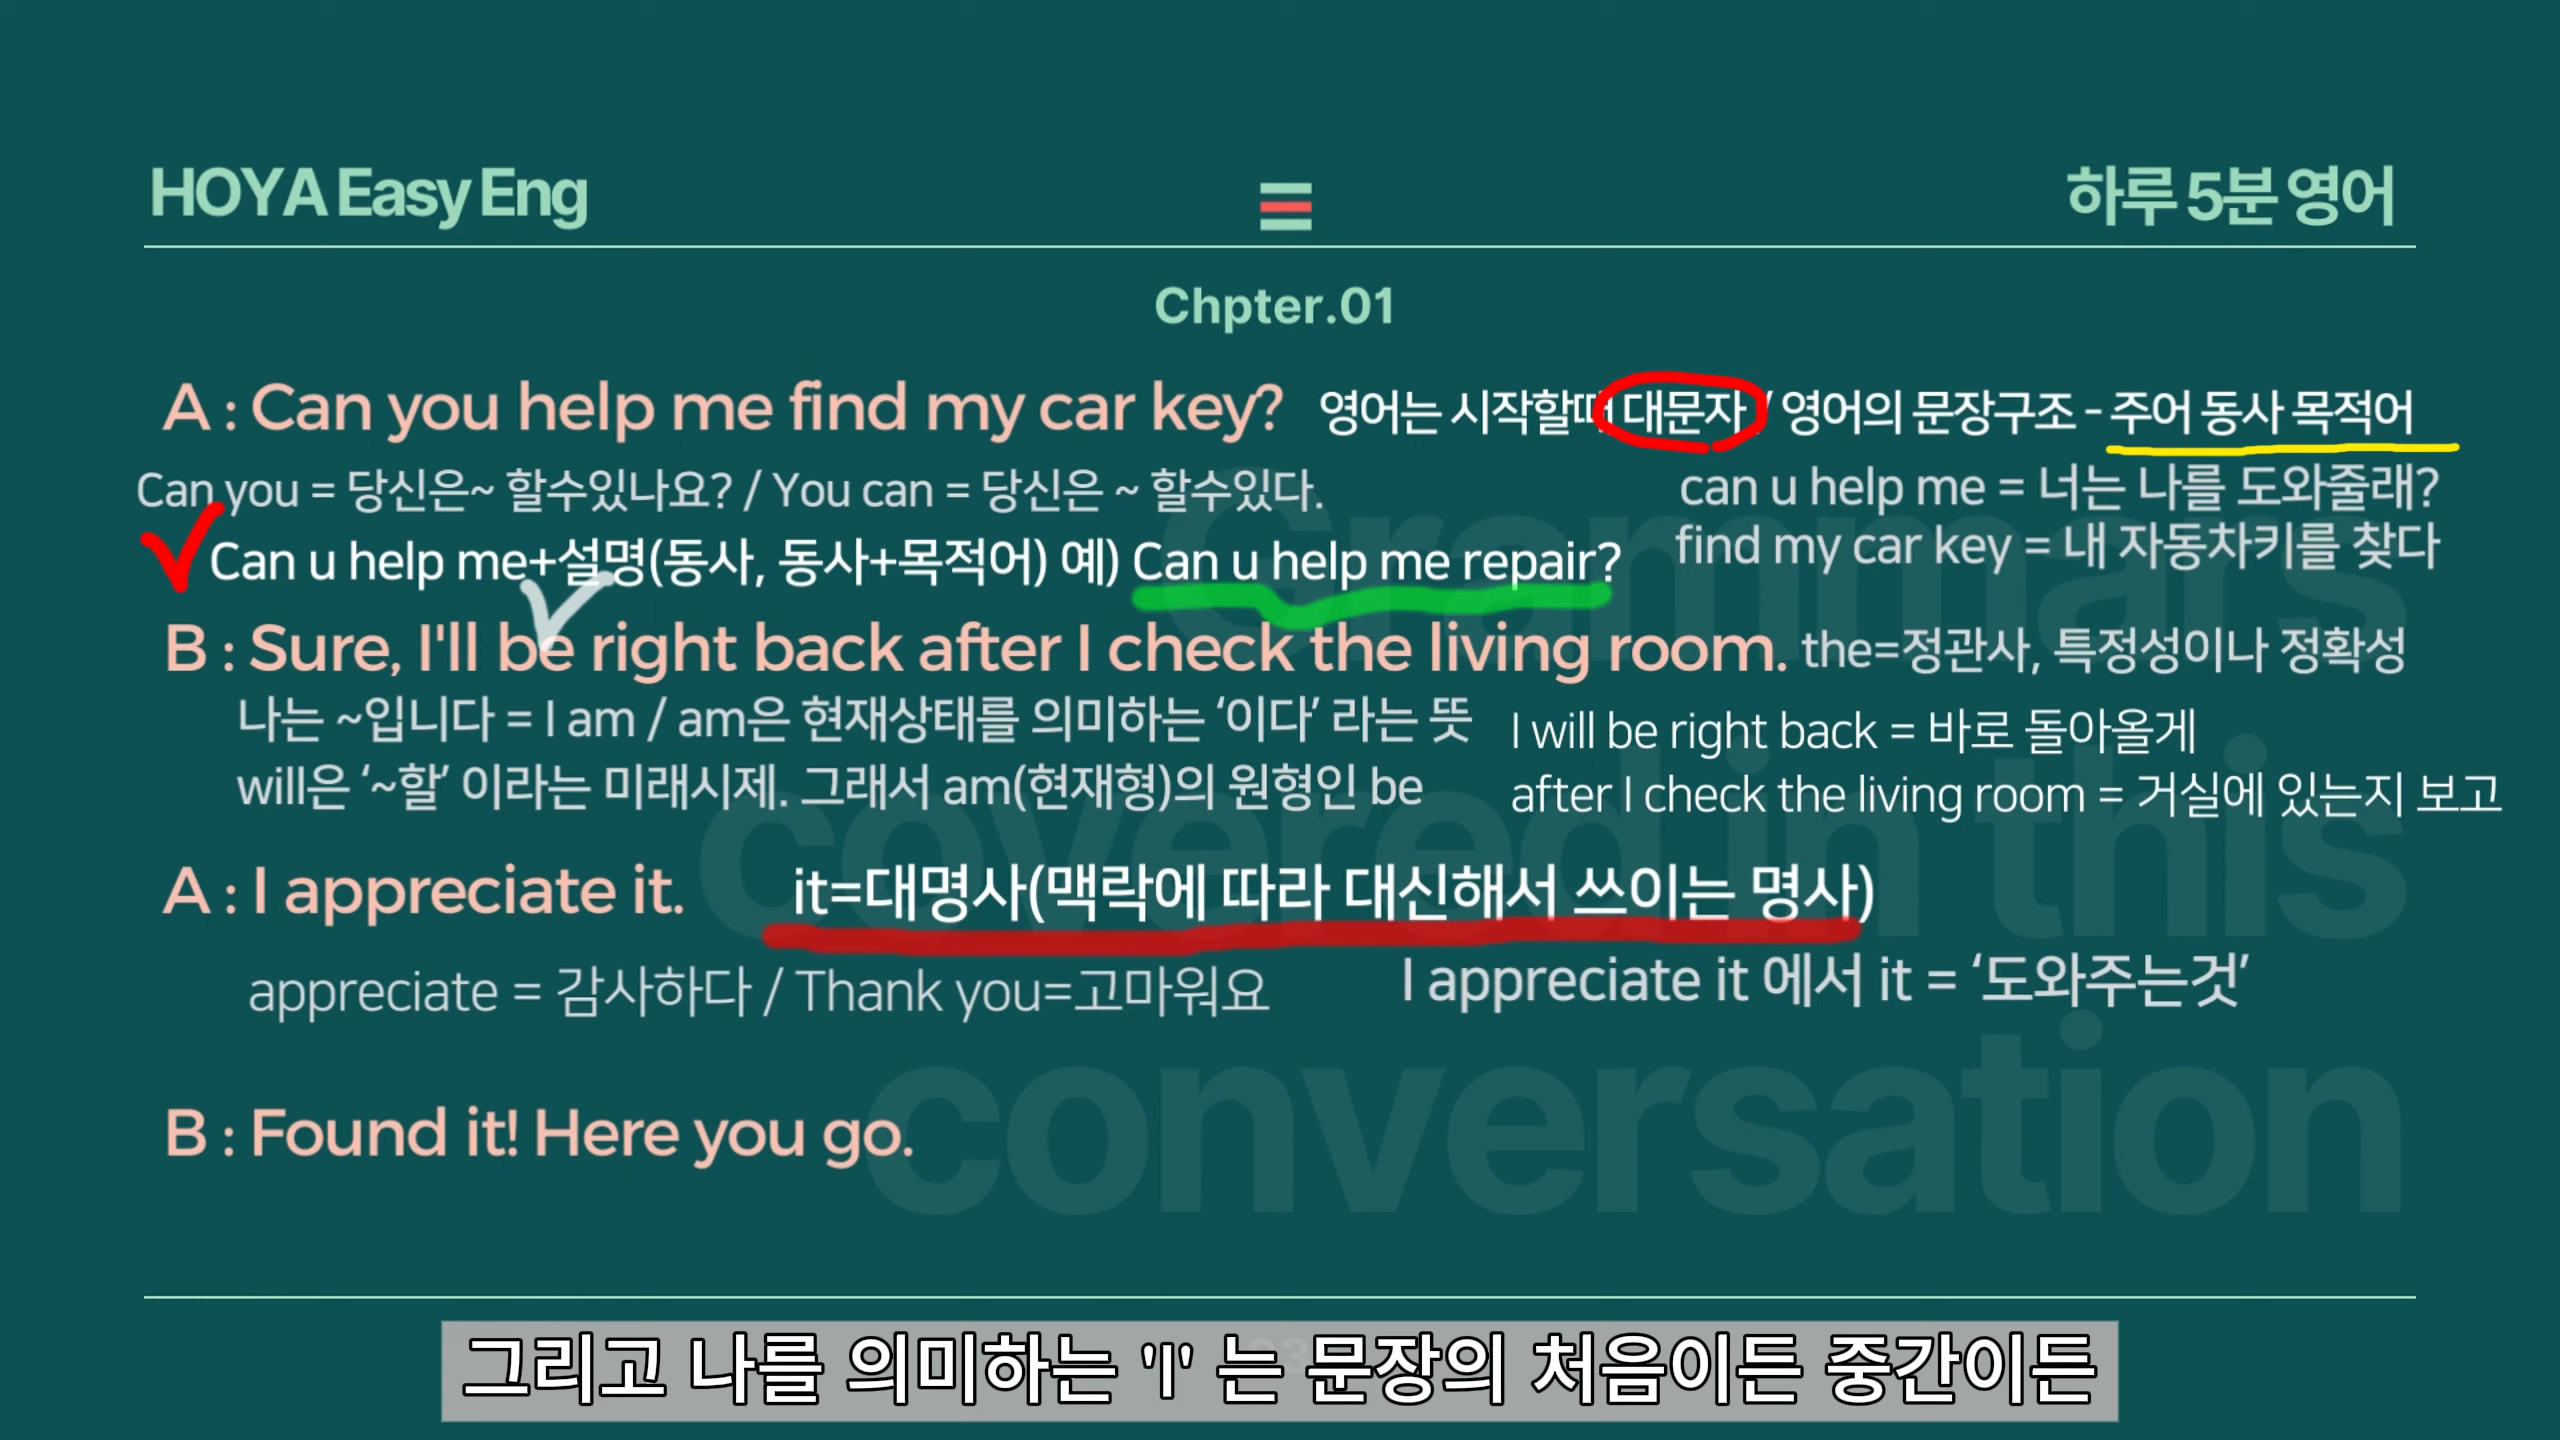 HOYA Easy Eng
하루 5분 영어
Chpter.01
A : Can you help me find my car key?
영어는 시작할때 대문자 / 영어의 문장구조 - 주어 동사 목적어
Can you = 당신은~ 할수있나요? / You can = 당신은 ~ 할수있다.
can u help me = 너는 나를 도와줄래?
find my car key = 내 자동차키를 찾다
Can u help me+설명(동사, 동사+목적어) 예) Can u help me repair?
B : Sure, I'll be right back after I check the living room.
the=정관사, 특정성이나 정확성
나는 ~입니다 = I am / am은 현재상태를 의미하는 ‘이다’ 라는 뜻
will은 ‘~할’ 이라는 미래시제. 그래서 am(현재형)의 원형인 be
I will be right back = 바로 돌아올게
after I check the living room = 거실에 있는지 보고
A : I appreciate it.
it=대명사(맥락에 따라 대신해서 쓰이는 명사)
appreciate = 감사하다 / Thank you=고마워요
I appreciate it 에서 it = ‘도와주는것’
B : Found it! Here you go.
Grammars
covered in this
conversation
그리고 나를 의미하는 'I' 는 문장의 처음이든 중간이든